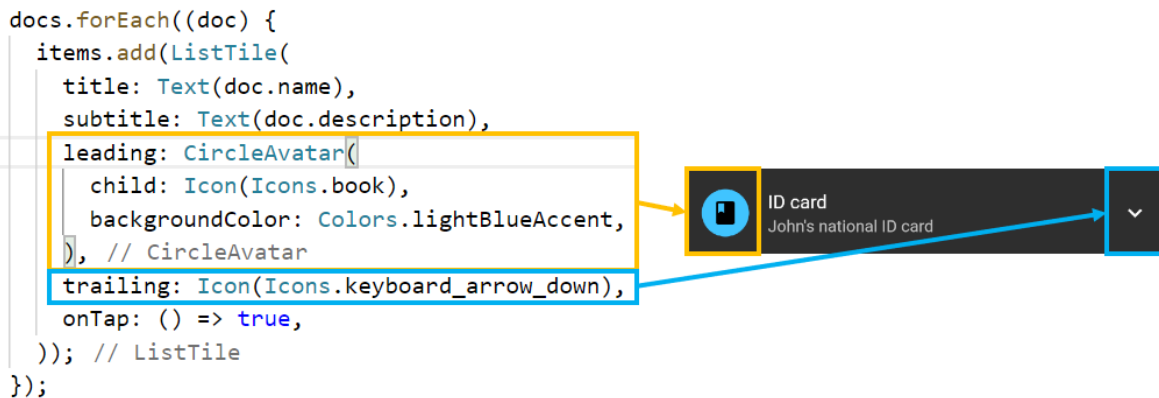 docs.forEach((doc) {
items.add(ListTile(
title: Text(doc.name),
subtitle: Text(doc.description),
leading: CircleAvatar(
child: Icon(Icons.book),
backgroundColor: Colors.lightBlueAccent,
), // CircleAvatar
trailing: Icon(Icons.keyboard_arrow_down),
onTap: () => true,
)); // ListTile
});
ID card
John's national ID card